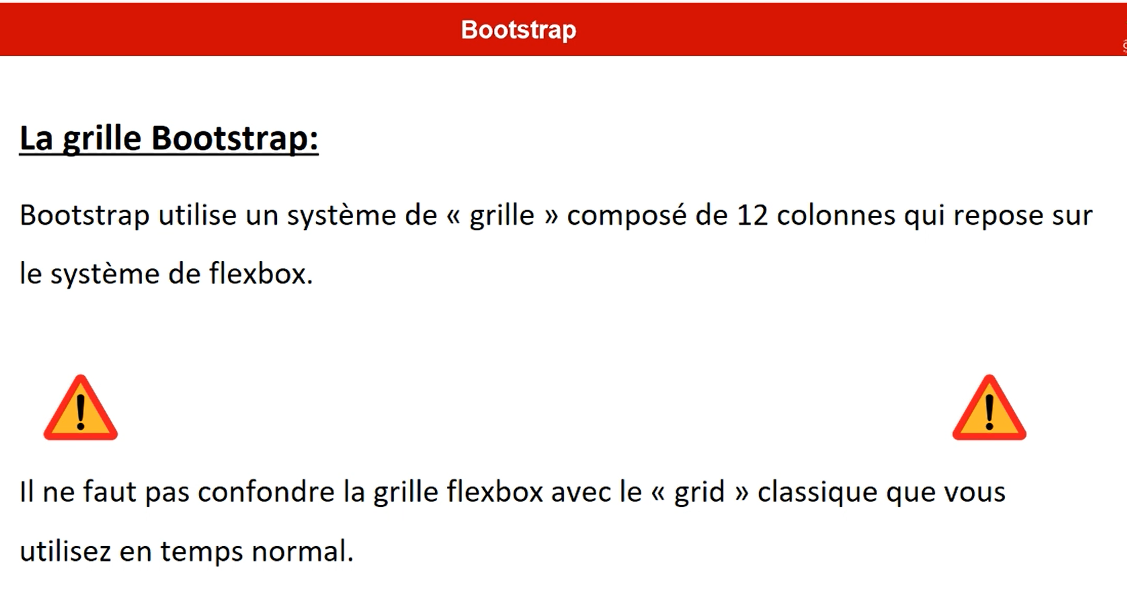 Bootstrap
La grille Bootstrap:
Bootstrap utilise un système de « grille » composé de 12 colonnes qui repose sur
le système de flexbox.
Il ne faut pas confondre la grille flexbox avec le « grid » classique que vous
utilisez en temps normal.